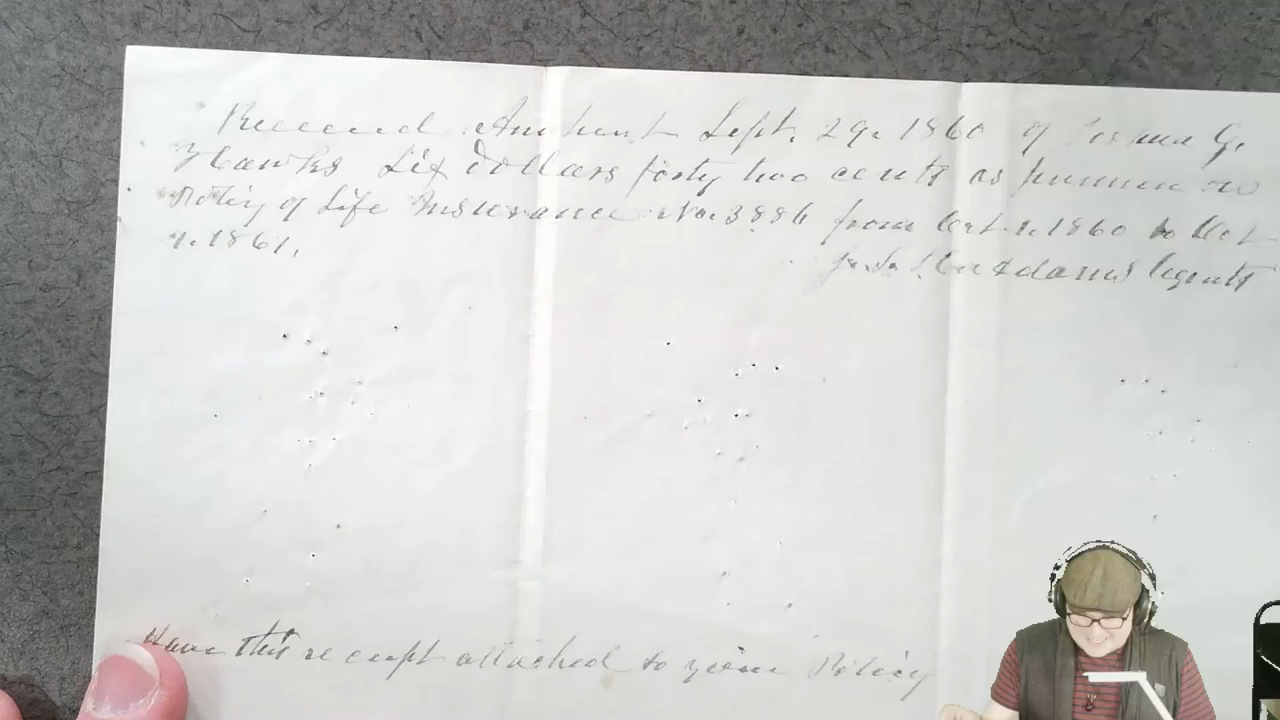 Received Amherst Sept. 29. 1860 of G.
Hawks Six dollars forty two cents as premium on
Policy of Life Insurance No. 3886 from Oct 1. 1860 to Oct
1. 1861.
Adams Agents
Have this receipt attached to your Policy